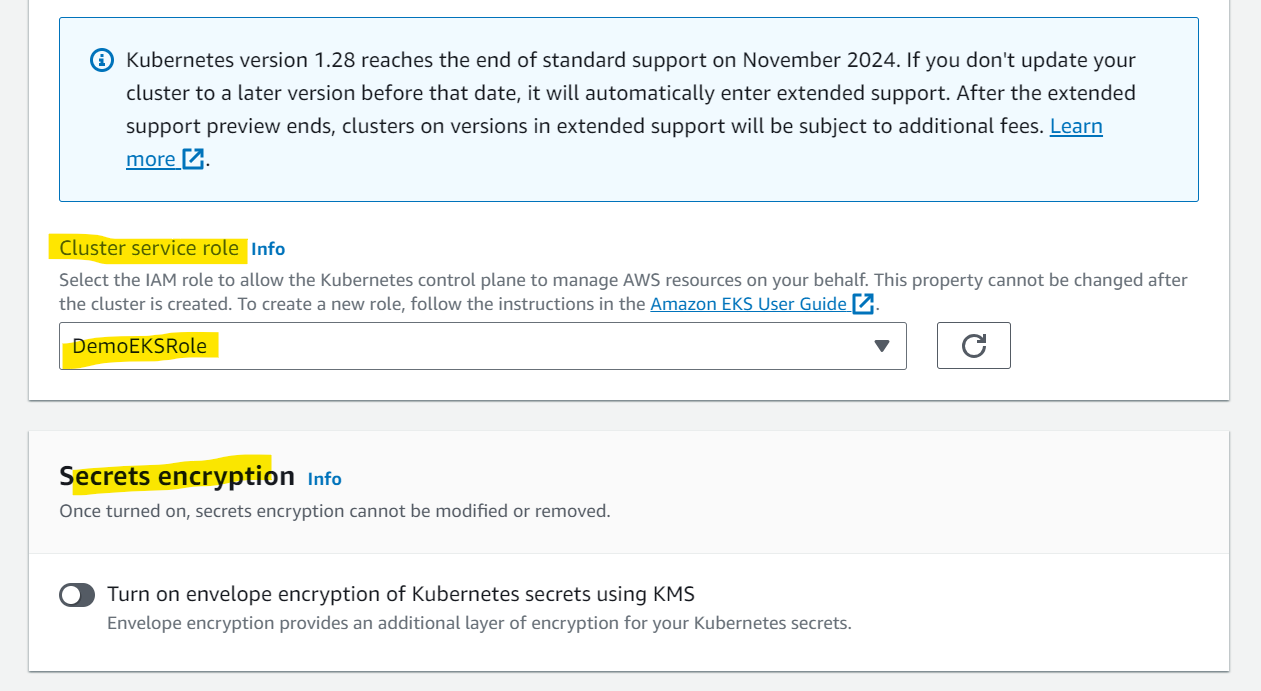 Kubernetes version 1.28 reaches the end of standard support on November 2024. If you don't update your
cluster to a later version before that date, it will automatically enter extended support. After the extended
support preview ends, clusters on versions in extended support will be subject to additional fees. Learn
more.
Cluster service role Info
Select the IAM role to allow the Kubernetes control plane to manage AWS resources on your behalf. This property cannot be changed after
the cluster is created. To create a new role, follow the instructions in the Amazon EKS User Guide.
DemoEKSRole
Secrets encryption Info
Once turned on, secrets encryption cannot be modified or removed.
Turn on envelope encryption of Kubernetes secrets using KMS
Envelope encryption provides an additional layer of encryption for your Kubernetes secrets.